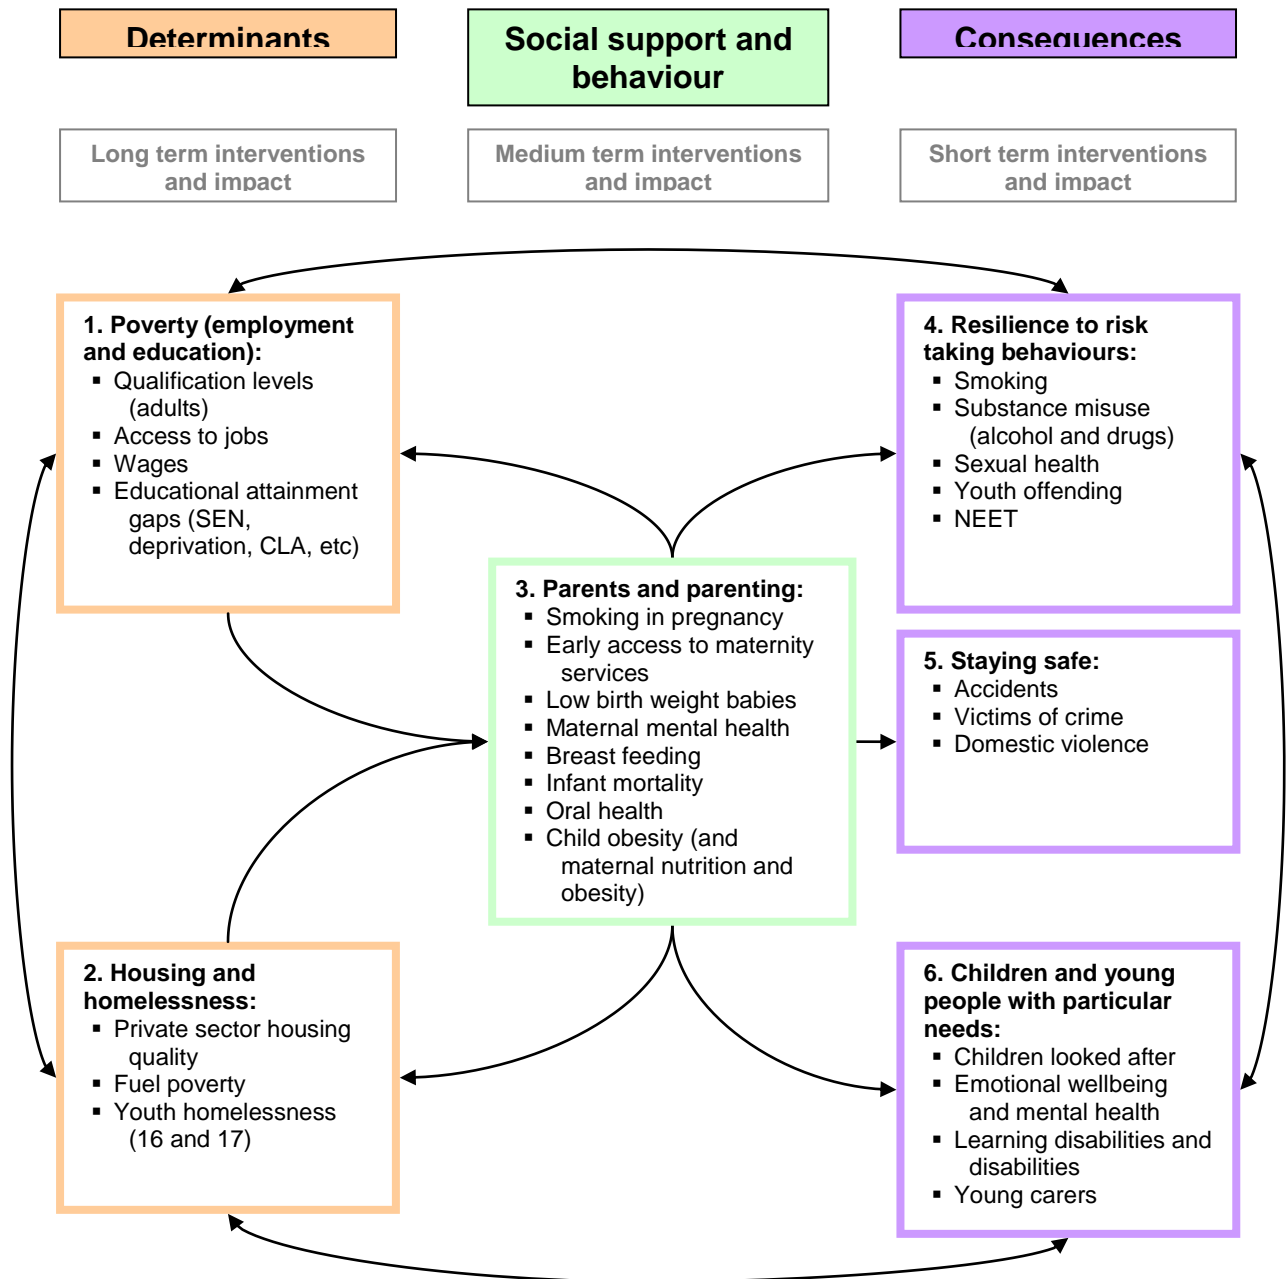 Determinants
Social support and
behaviour
Consequences
Long term interventions
and impact
Medium term interventions
and impact
Short term interventions
and impact
1. Poverty (employment
and education):
▪ Qualification levels
(adults)
▪ Access to jobs
▪ Wages
▪ Educational attainment
gaps (SEN,
deprivation, CLA, etc)
2. Housing and
homelessness:
▪ Private sector housing
quality
▪ Fuel poverty
▪ Youth homelessness
(16 and 17)
3. Parents and parenting:
▪ Smoking in pregnancy
▪ Early access to maternity
services
▪ Low birth weight babies
▪ Maternal mental health
▪ Breast feeding
▪ Infant mortality
▪ Oral health
▪ Child obesity (and
maternal nutrition and
obesity)
4. Resilience to risk
taking behaviours:
▪ Smoking
▪ Substance misuse
(alcohol and drugs)
▪ Sexual health
▪ Youth offending
▪ NEET
5. Staying safe:
▪ Accidents
▪ Victims of crime
▪ Domestic violence
6. Children and young
people with particular
needs:
▪ Children looked after
▪ Emotional wellbeing
and mental health
▪ Learning disabilities and
disabilities
▪ Young carers